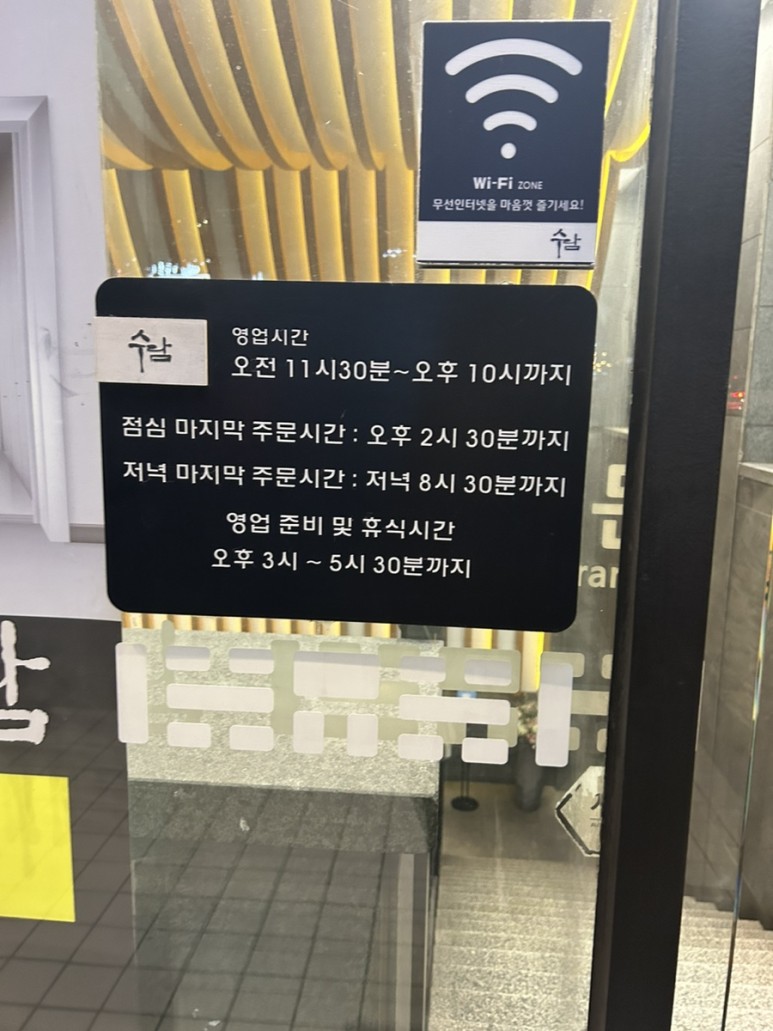 Wi-Fi ZONE
무선인터넷을 마음껏 즐기세요!
수담
수담
영업시간
오전 11시30분~오후 10시까지
점심 마지막 주문시간 : 오후 2시 30분까지
저녁 마지막 주문시간 : 저녁 8시 30분까지
영업 준비 및 휴식시간
오후 3시 ~ 5시 30분까지